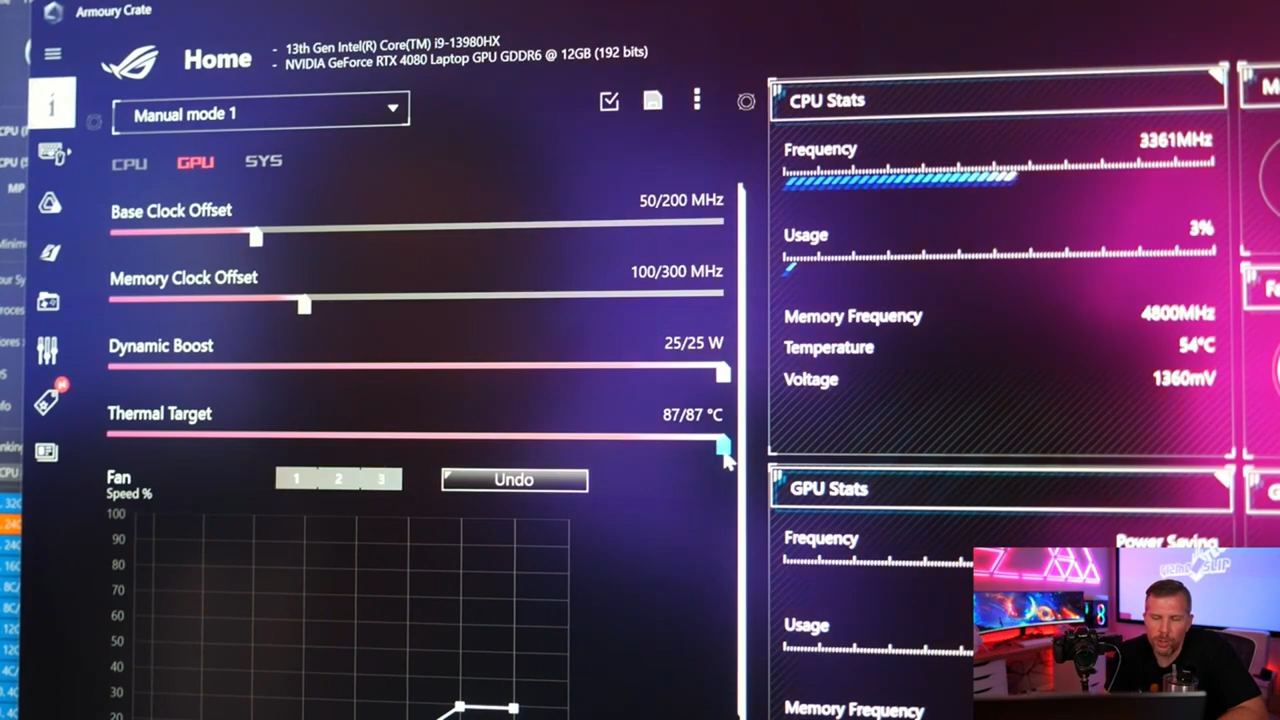 Armoury Crate
Home
- 13th Gen Intel(R) Core(TM) i9-13980HX
- NVIDIA GeForce RTX 4080 Laptop GPU GDDR6 @ 12GB (192 bits)
Manual mode 1
CPU GPU SYS
Base Clock Offset 50/200 MHz
Memory Clock Offset 100/300 MHz
Dynamic Boost 25/25 W
Thermal Target 87/87 °C
Fan
Speed %
1 2 3
Undo
100
90
80
70
60
50
40
30
20
CPU Stats
Frequency 3361MHz
Usage 3%
Memory Frequency 4800MHz
Temperature 54°C
Voltage 1360mV
GPU Stats
Frequency Power Saving
Usage
Memory Frequency